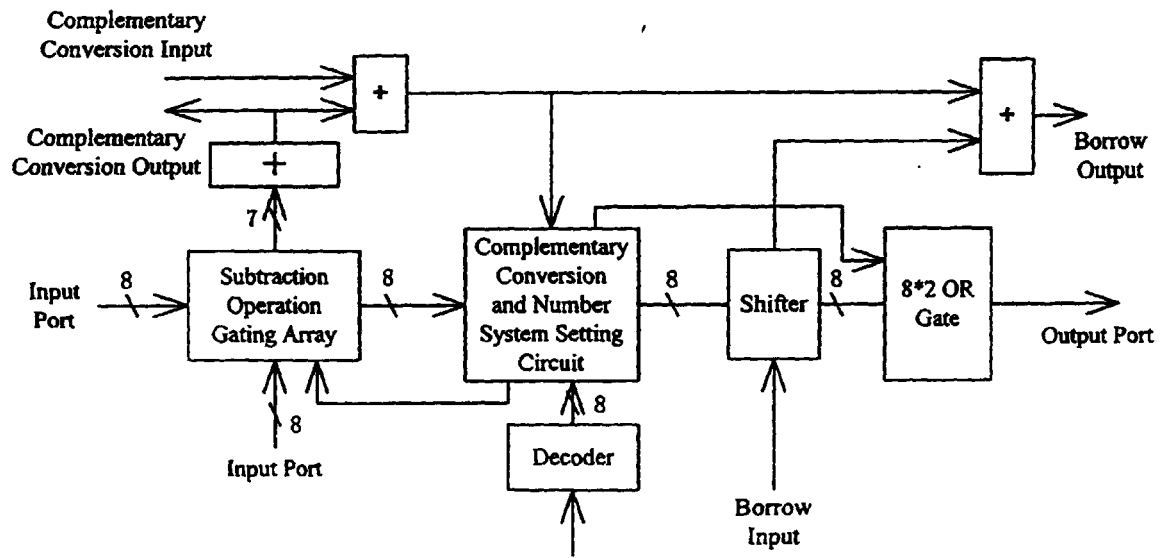 Complementary
Conversion Input
+
+
Complementary
Conversion Output
+
Borrow
Output
7
Input
Port
8
Subtraction
Operation
Gating Array
8
Complementary
Conversion
and Number
System Setting
Circuit
8
Shifter
8
8*2 OR
Gate
Output Port
8
Input Port
8
Decoder
Borrow
Input